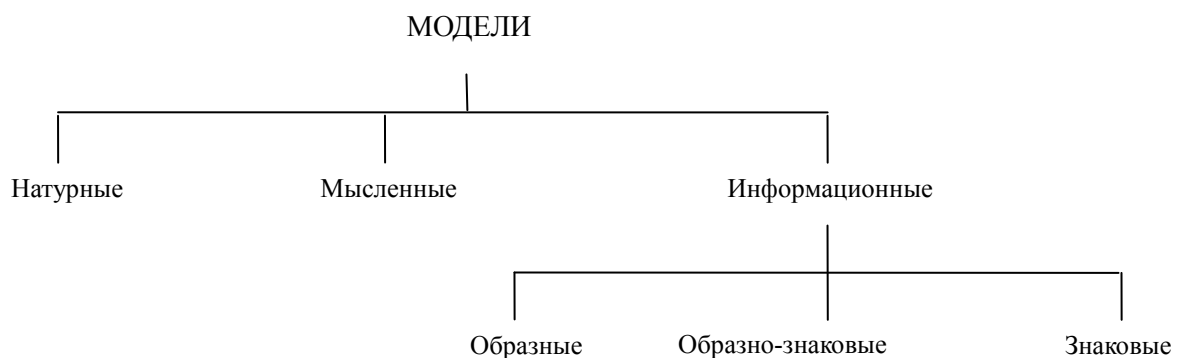 МОДЕЛИ
Натурные Мысленные Информационные
Образные Образно-знаковые Знаковые